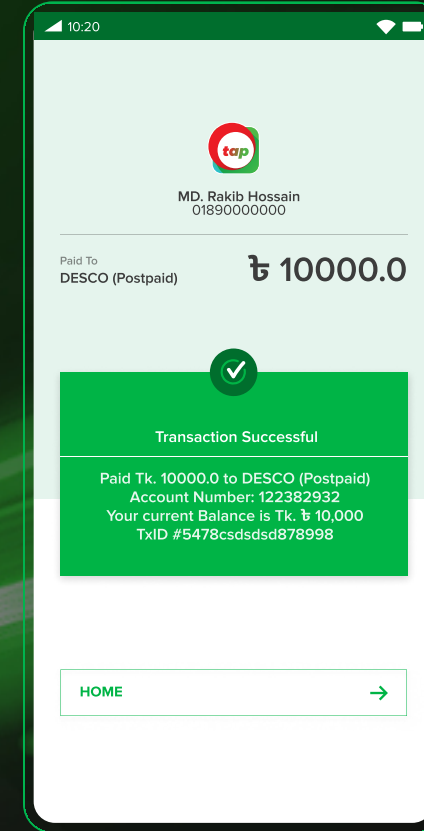 10:20
tap
MD. Rakib Hossain
01890000000
Paid To
DESCO (Postpaid)
৳ 10000.0
Transaction Successful
Paid Tk. 10000.0 to DESCO (Postpaid)
Account Number: 122382932
Your current Balance is Tk. ৳ 10,000
TxID #5478csdsdsd878998
HOME